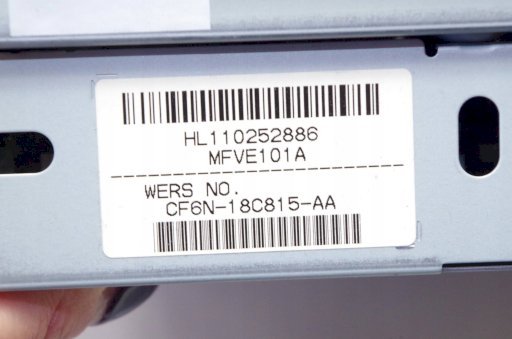 HL110252886
MFVE101A
WERS NO.
CF6N-18C815-AA